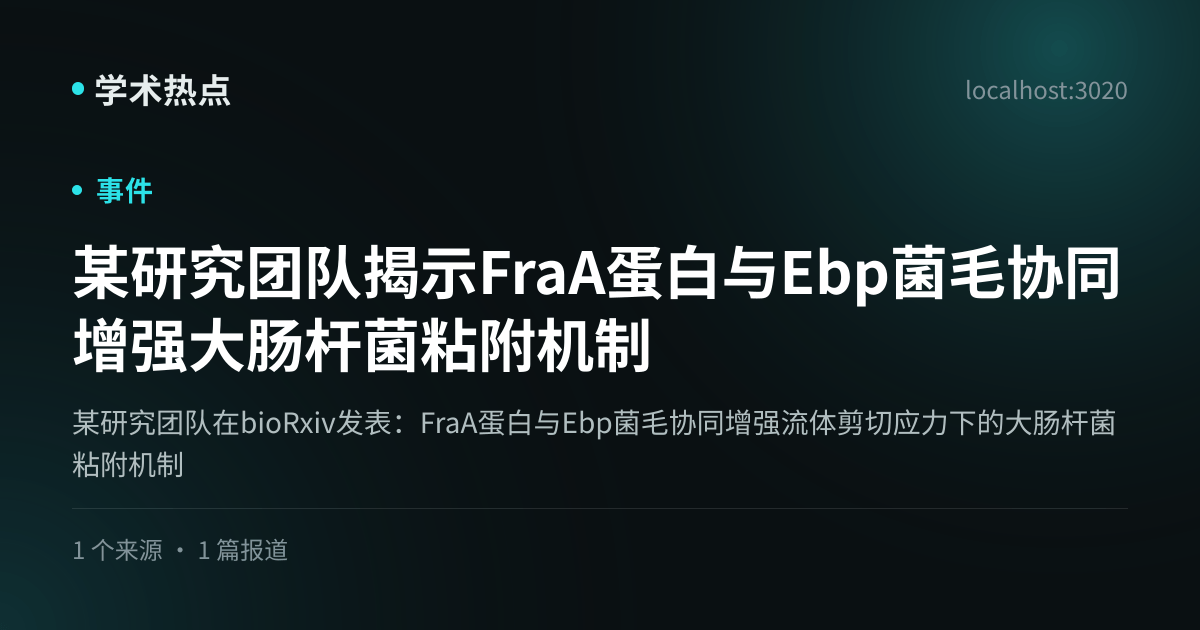 学术热点
localhost:3020
事件
某研究团队揭示FraA蛋白与Ebp菌毛协同
增强大肠杆菌粘附机制
某研究团队在bioRxiv发表：FraA蛋白与Ebp菌毛协同增强流体剪切应力下的大肠杆菌
粘附机制
1 个来源 · 1 篇报道